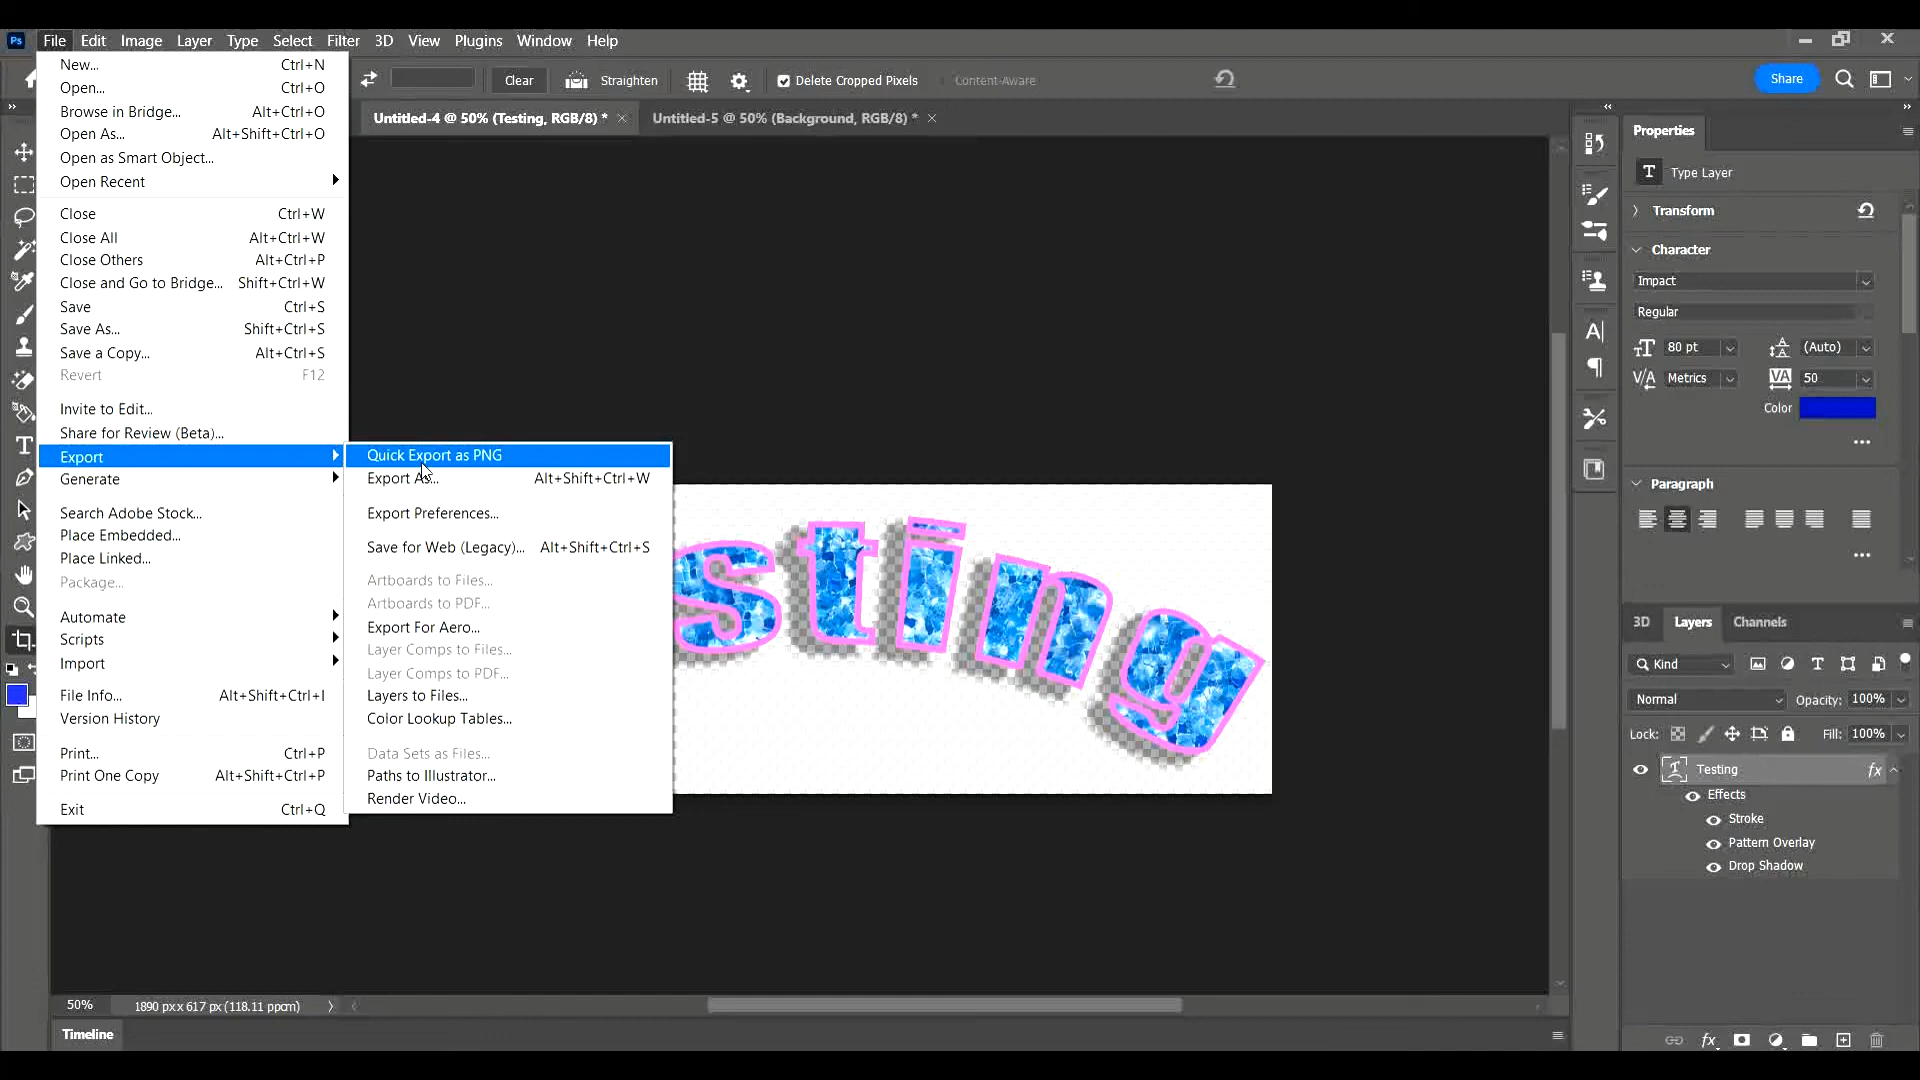 Ps File Edit Image Layer Type Select Filter 3D View Plugins Window Help
Clear Straighten Delete Cropped Pixels Content-Aware Share
Untitled-4 @ 50% (Testing, RGB/8) * Untitled-5 @ 50% (Background, RGB/8) *
New... Ctrl+N
Open... Ctrl+O
Browse in Bridge... Alt+Ctrl+O
Open As... Alt+Shift+Ctrl+O
Open as Smart Object...
Open Recent
Close Ctrl+W
Close All Alt+Ctrl+W
Close Others Alt+Ctrl+P
Close and Go to Bridge... Shift+Ctrl+W
Save Ctrl+S
Save As... Shift+Ctrl+S
Save a Copy... Alt+Ctrl+S
Revert F12
Invite to Edit...
Share for Review (Beta)...
Export
Generate
Search Adobe Stock...
Place Embedded...
Place Linked...
Package...
Automate
Scripts
Import
File Info... Alt+Shift+Ctrl+I
Version History
Print... Ctrl+P
Print One Copy Alt+Shift+Ctrl+P
Exit Ctrl+Q
Quick Export as PNG
Export As... Alt+Shift+Ctrl+W
Export Preferences...
Save for Web (Legacy)... Alt+Shift+Ctrl+S
Artboards to Files...
Artboards to PDF...
Export For Aero...
Layer Comps to Files...
Layer Comps to PDF...
Layers to Files...
Color Lookup Tables...
Data Sets as Files...
Paths to Illustrator...
Render Video...
sting
Properties
T Type Layer
Transform
Character
Impact
Regular
80 pt (Auto)
Metrics 50
Color
Paragraph
3D Layers Channels
Kind
Normal Opacity: 100%
Lock: Fill: 100%
Testing fx
Effects
Stroke
Pattern Overlay
Drop Shadow
50% 1890 px x 617 px (118.11 ppcm)
Timeline
fx